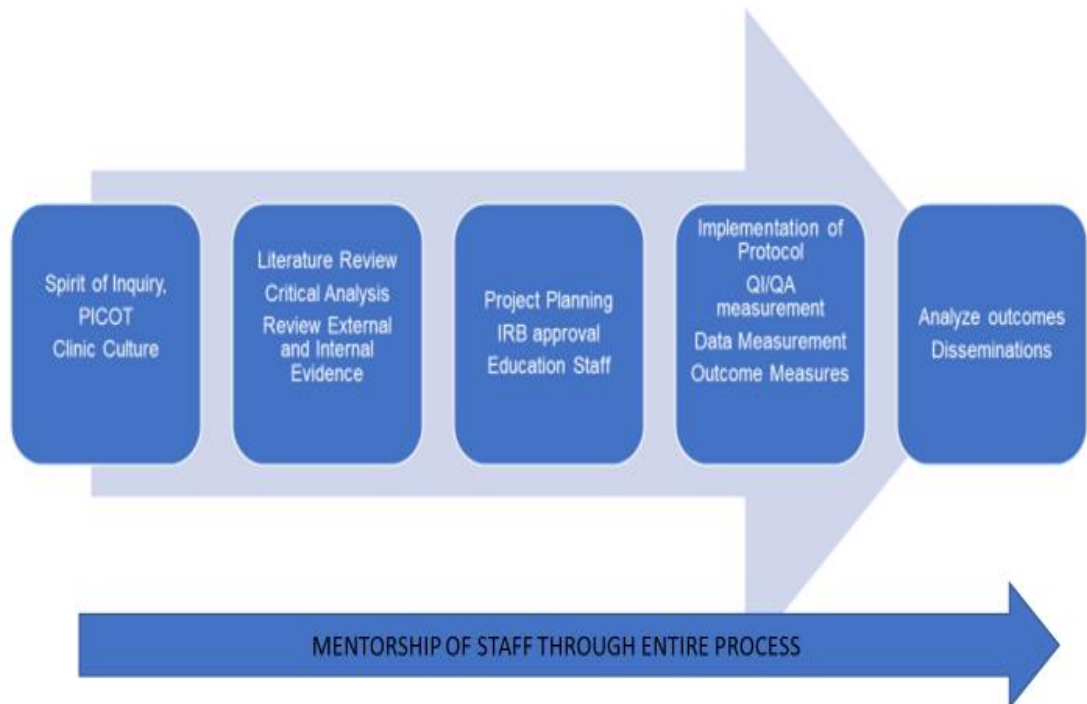 Spirit of Inquiry,
PICOT
Clinic Culture
Literature Review
Critical Analysis
Review External
and Internal
Evidence
Project Planning
IRB approval
Education Staff
Implementation of
Protocol
QI/QA
measurement
Data Measurement
Outcome Measures
Analyze outcomes
Disseminations
MENTORSHIP OF STAFF THROUGH ENTIRE PROCESS